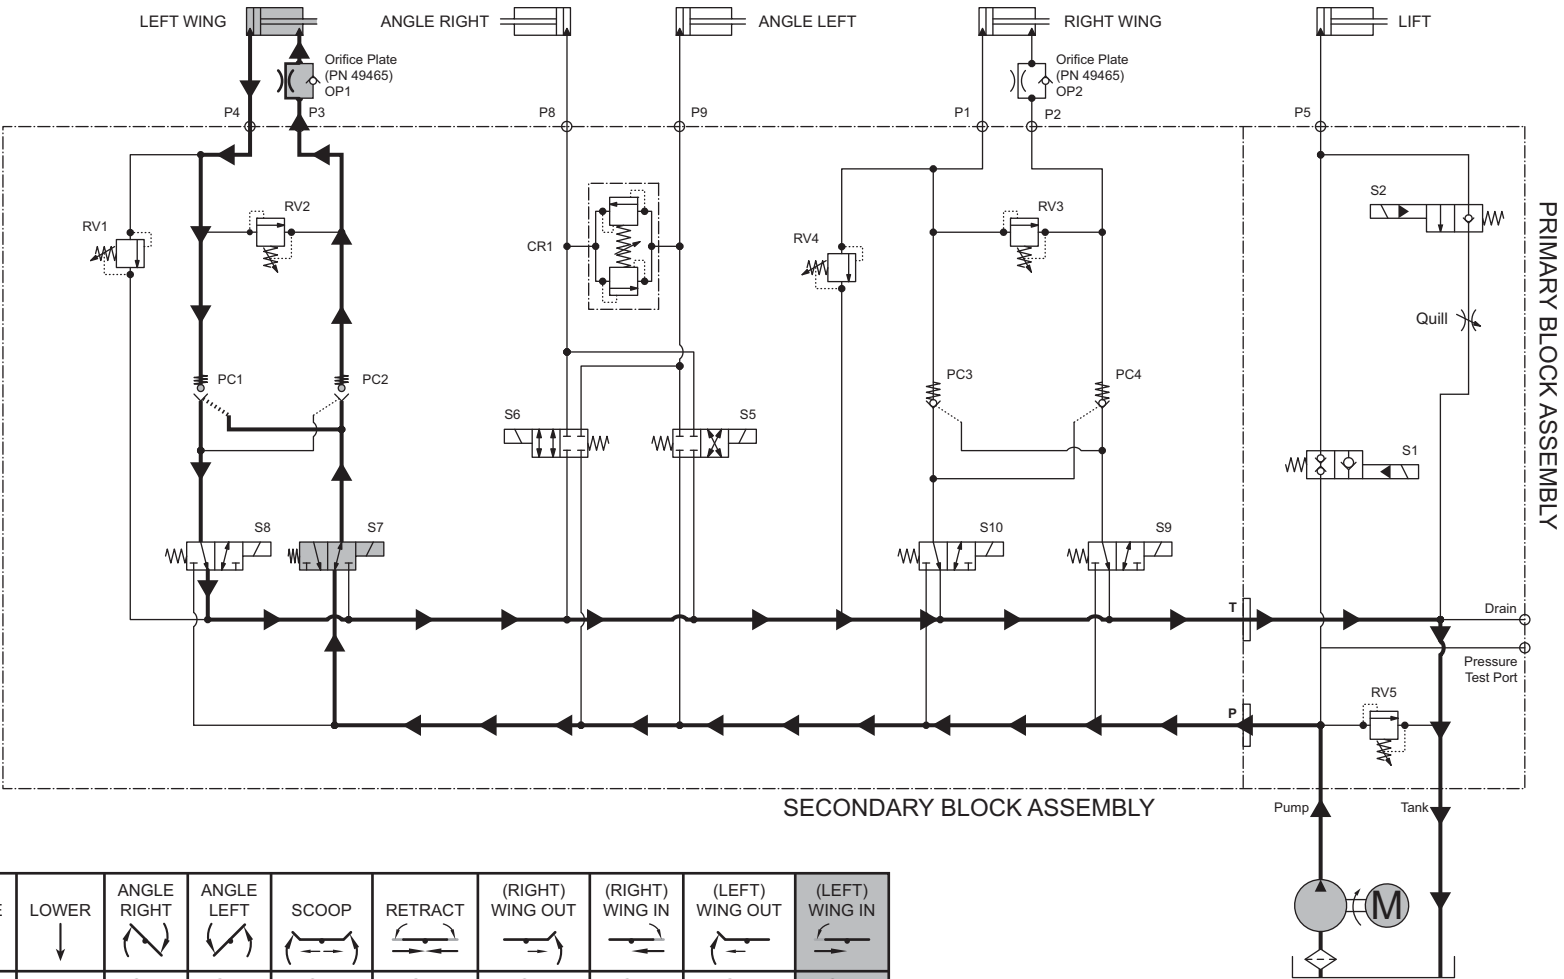 LEFT WING
ANGLE RIGHT
ANGLE LEFT
RIGHT WING
LIFT
Orifice Plate
(PN 49465)
OP1
Orifice Plate
(PN 49465)
OP2
P4
P3
P8
P9
P1
P2
P5
S2
RV1
RV2
CR1
RV4
RV3
Quill
PC1
PC2
PC3
PC4
S6
S5
S1
S8
S7
S10
S9
T
Drain
Pressure
Test Port
P
RV5
PRIMARY BLOCK ASSEMBLY
SECONDARY BLOCK ASSEMBLY
Pump
Tank
M
LOWER
ANGLE
RIGHT
ANGLE
LEFT
SCOOP
RETRACT
(RIGHT)
WING OUT
(RIGHT)
WING IN
(LEFT)
WING OUT
(LEFT)
WING IN